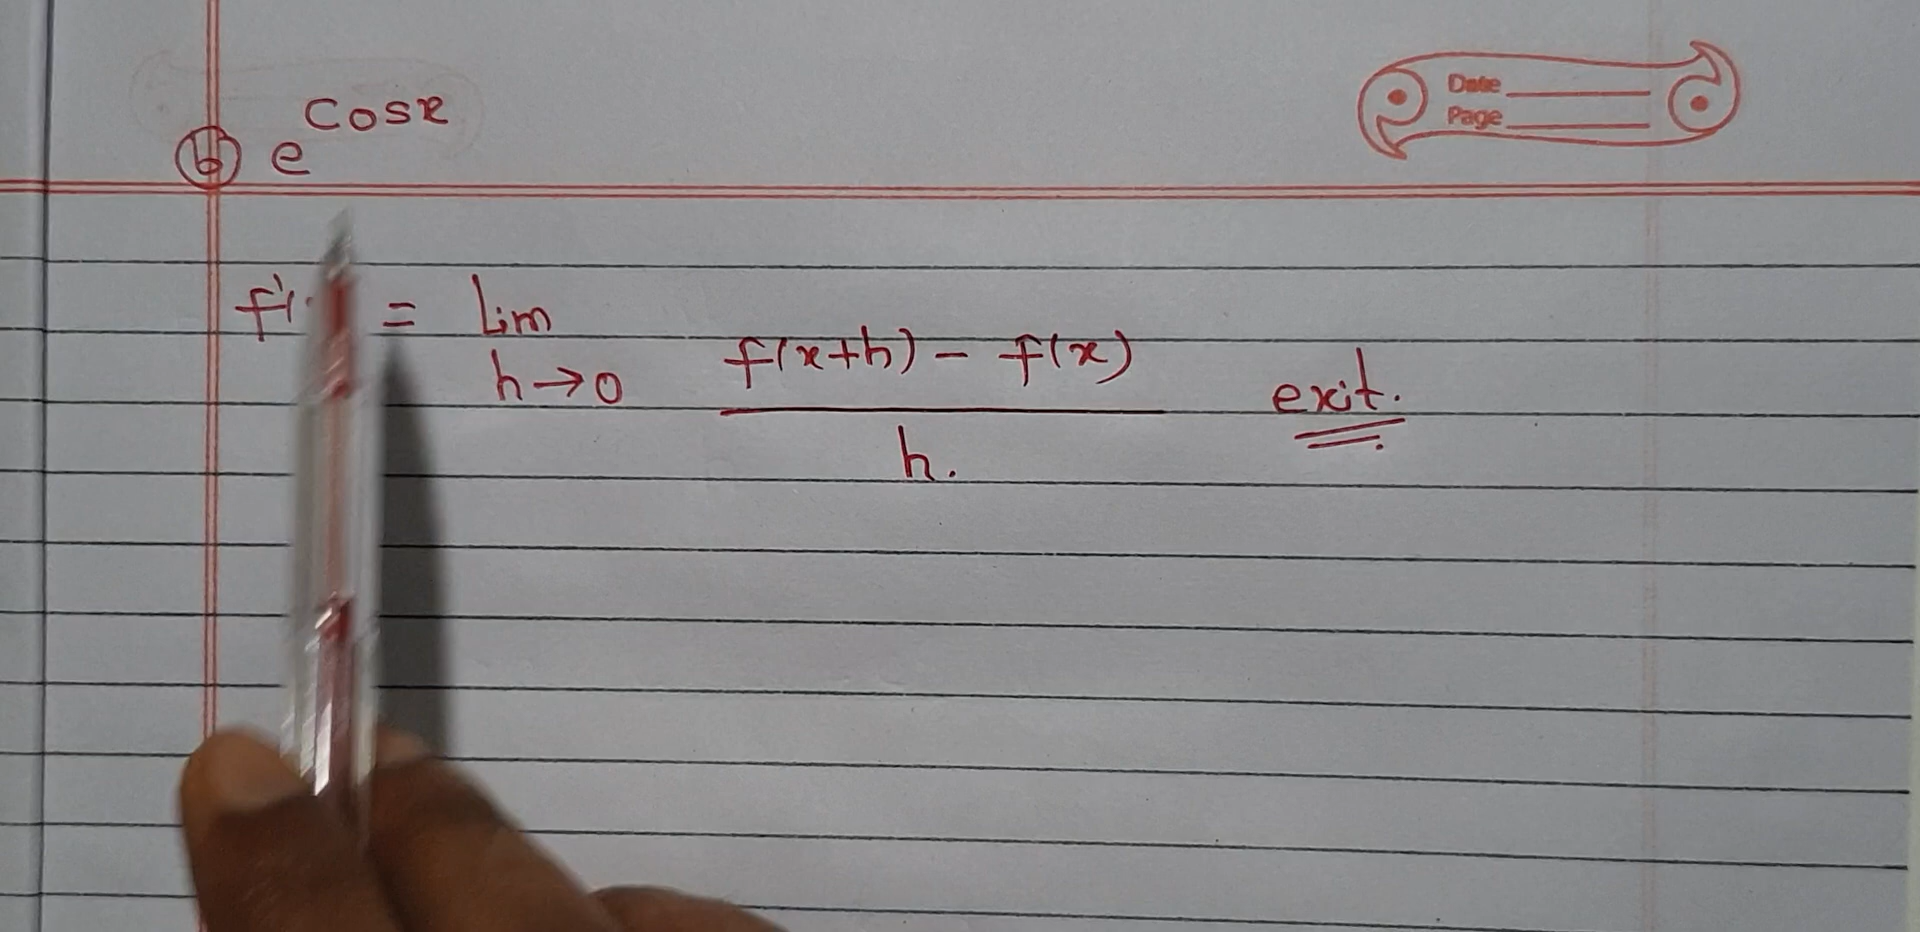 Date
Page
(b) e^cosx
f'( = Lim h→0 f(x+h) - f(x) / h. exit.